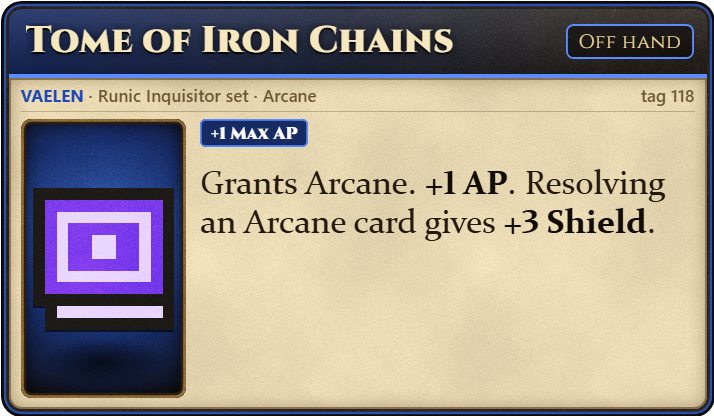 Tome of Iron Chains
Off hand
VAELEN · Runic Inquisitor set · Arcane
tag 118
+1 Max AP
Grants Arcane. +1 AP. Resolving
an Arcane card gives +3 Shield.